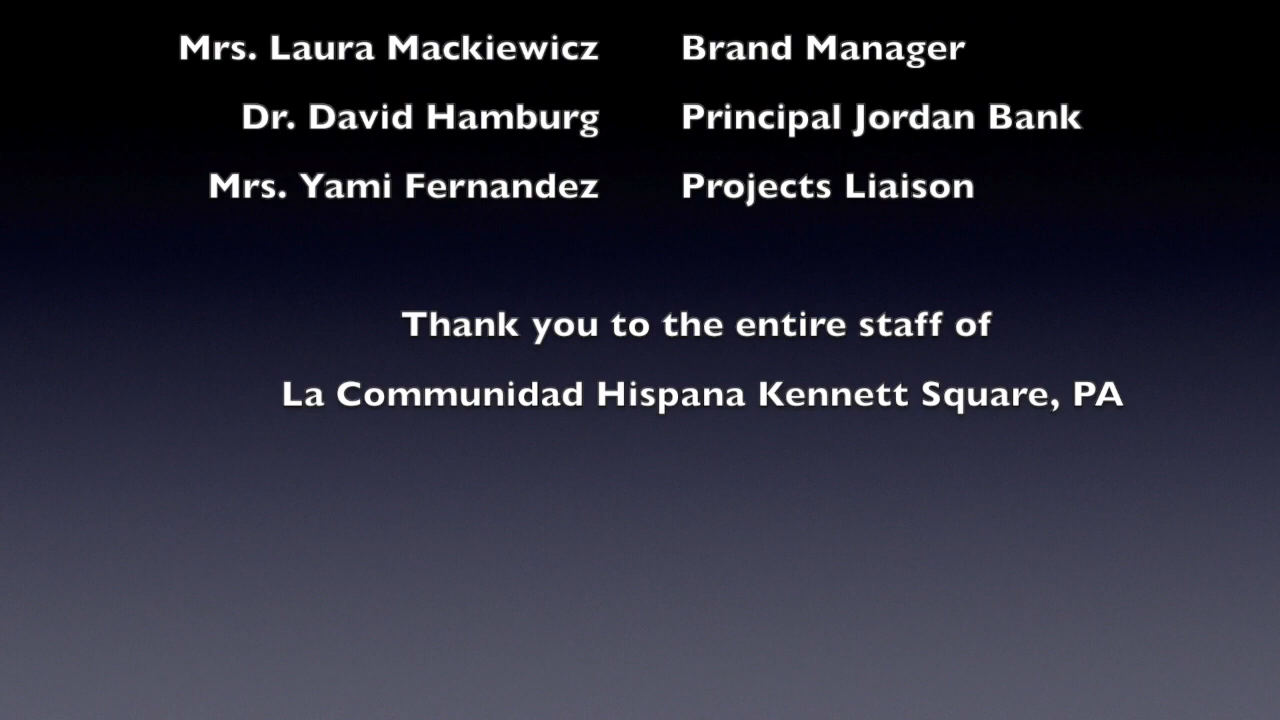 Mrs. Laura Mackiewicz Brand Manager
Dr. David Hamburg Principal Jordan Bank
Mrs. Yami Fernandez Projects Liaison
Thank you to the entire staff of
La Communidad Hispana Kennett Square, PA